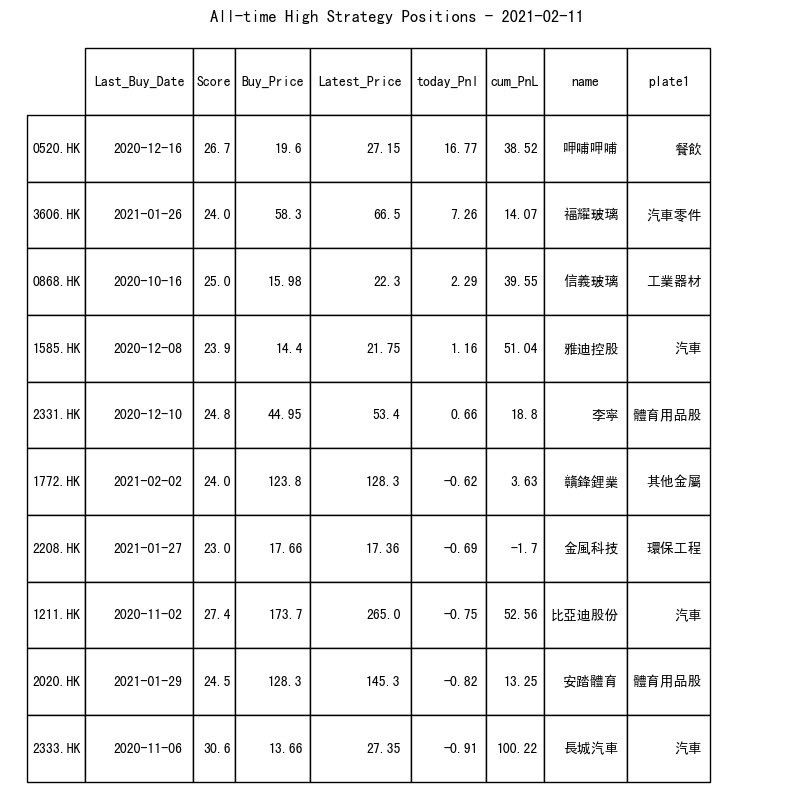 All-time High Strategy Positions - 2021-02-11
Last_Buy_Date Score Buy_Price Latest_Price today_Pnl cum_PnL name plate1
0520.HK 2020-12-16 26.7 19.6 27.15 16.77 38.52 呷哺呷哺 餐飲
3606.HK 2021-01-26 24.0 58.3 66.5 7.26 14.07 福耀玻璃 汽車零件
0868.HK 2020-10-16 25.0 15.98 22.3 2.29 39.55 信義玻璃 工業器材
1585.HK 2020-12-08 23.9 14.4 21.75 1.16 51.04 雅迪控股 汽車
2331.HK 2020-12-10 24.8 44.95 53.4 0.66 18.8 李寧 體育用品股
1772.HK 2021-02-02 24.0 123.8 128.3 -0.62 3.63 贛鋒鋰業 其他金屬
2208.HK 2021-01-27 23.0 17.66 17.36 -0.69 -1.7 金風科技 環保工程
1211.HK 2020-11-02 27.4 173.7 265.0 -0.75 52.56 比亞迪股份 汽車
2020.HK 2021-01-29 24.5 128.3 145.3 -0.82 13.25 安踏體育 體育用品股
2333.HK 2020-11-06 30.6 13.66 27.35 -0.91 100.22 長城汽車 汽車